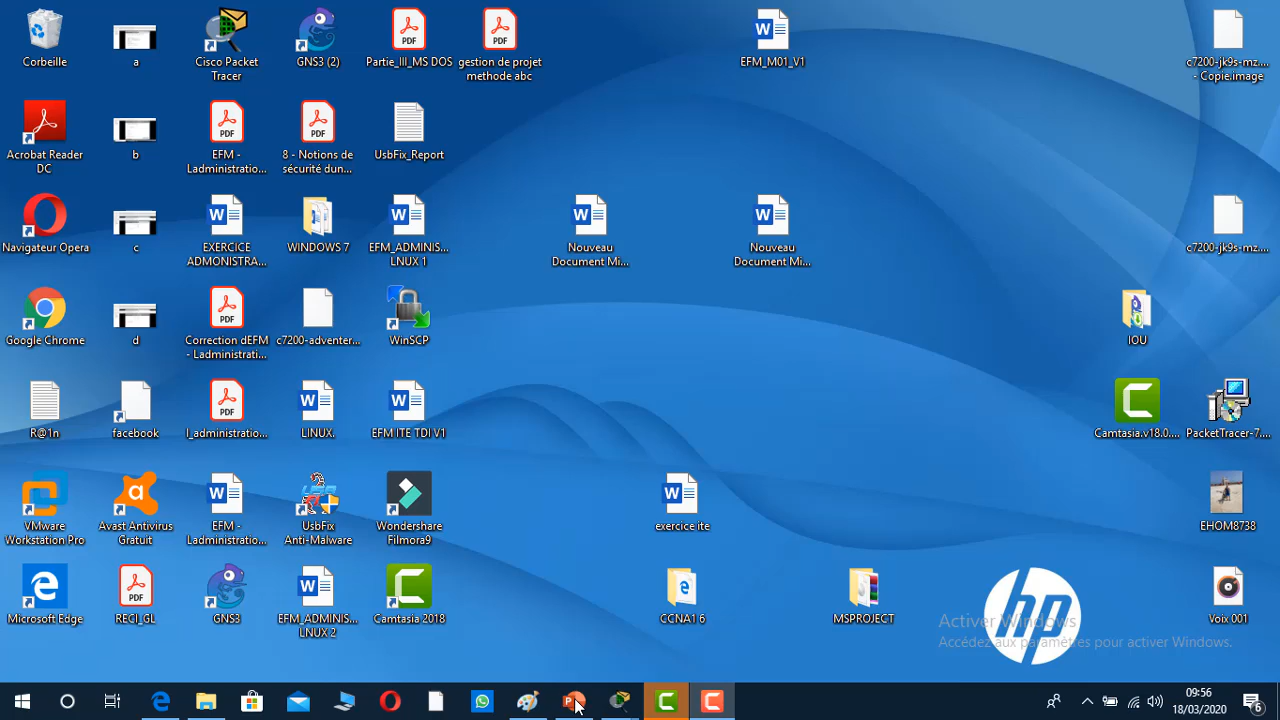 Corbeille
a
Cisco Packet
Tracer
GNS3 (2)
Partie_III_MS DOS
gestion de projet
methode abc
EFM_M01_V1
c7200-jk9s-mz....
- Copie.image
Acrobat Reader
DC
b
EFM -
Ladministratio...
8 - Notions de
sécurité dun...
UsbFix_Report
Navigateur Opera
c
EXERCICE
ADMONISTRA...
WINDOWS 7
EFM_ADMINIS...
LNUX 1
Nouveau
Document Mi...
Nouveau
Document Mi...
c7200-jk9s-mz....
Google Chrome
d
Correction dEFM
- Ladministrati...
c7200-adventer...
WinSCP
IOU
R@1n
facebook
l_administratio...
LINUX.
EFM ITE TDI V1
Camtasia.v18.0....
PacketTracer-7....
VMware
Workstation Pro
Avast Antivirus
Gratuit
EFM -
Ladministratio...
UsbFix
Anti-Malware
Wondershare
Filmora9
exercice ite
EHOM8738
Microsoft Edge
RECI_GL
GNS3
EFM_ADMINIS...
LNUX 2
Camtasia 2018
CCNA1 6
MSPROJECT
hp
Voix 001
Activer Windows
Accédez aux paramètres pour activer Windows.
09:56
18/03/2020
6